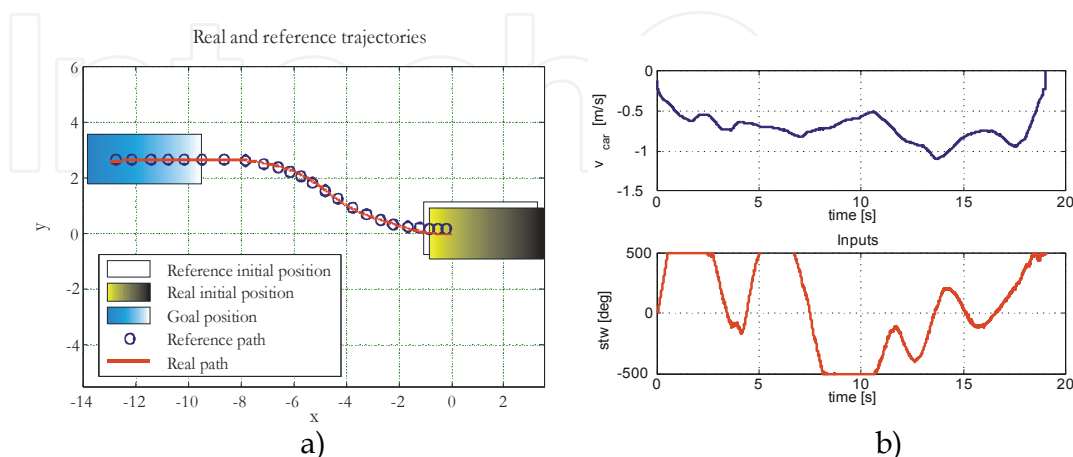 Real and reference trajectories
6
4
2
0
-2
-4
y
-14 -12 -10 -8 -6 -4 -2 0 2
x
Reference initial position
Real initial position
Goal position
Reference path
Real path
a)
0
-0.5
-1
-1.5
v_car [m/s]
0 5 10 15 20
time [s]
Inputs
500
0
-500
stw [deg]
0 5 10 15 20
time [s]
b)